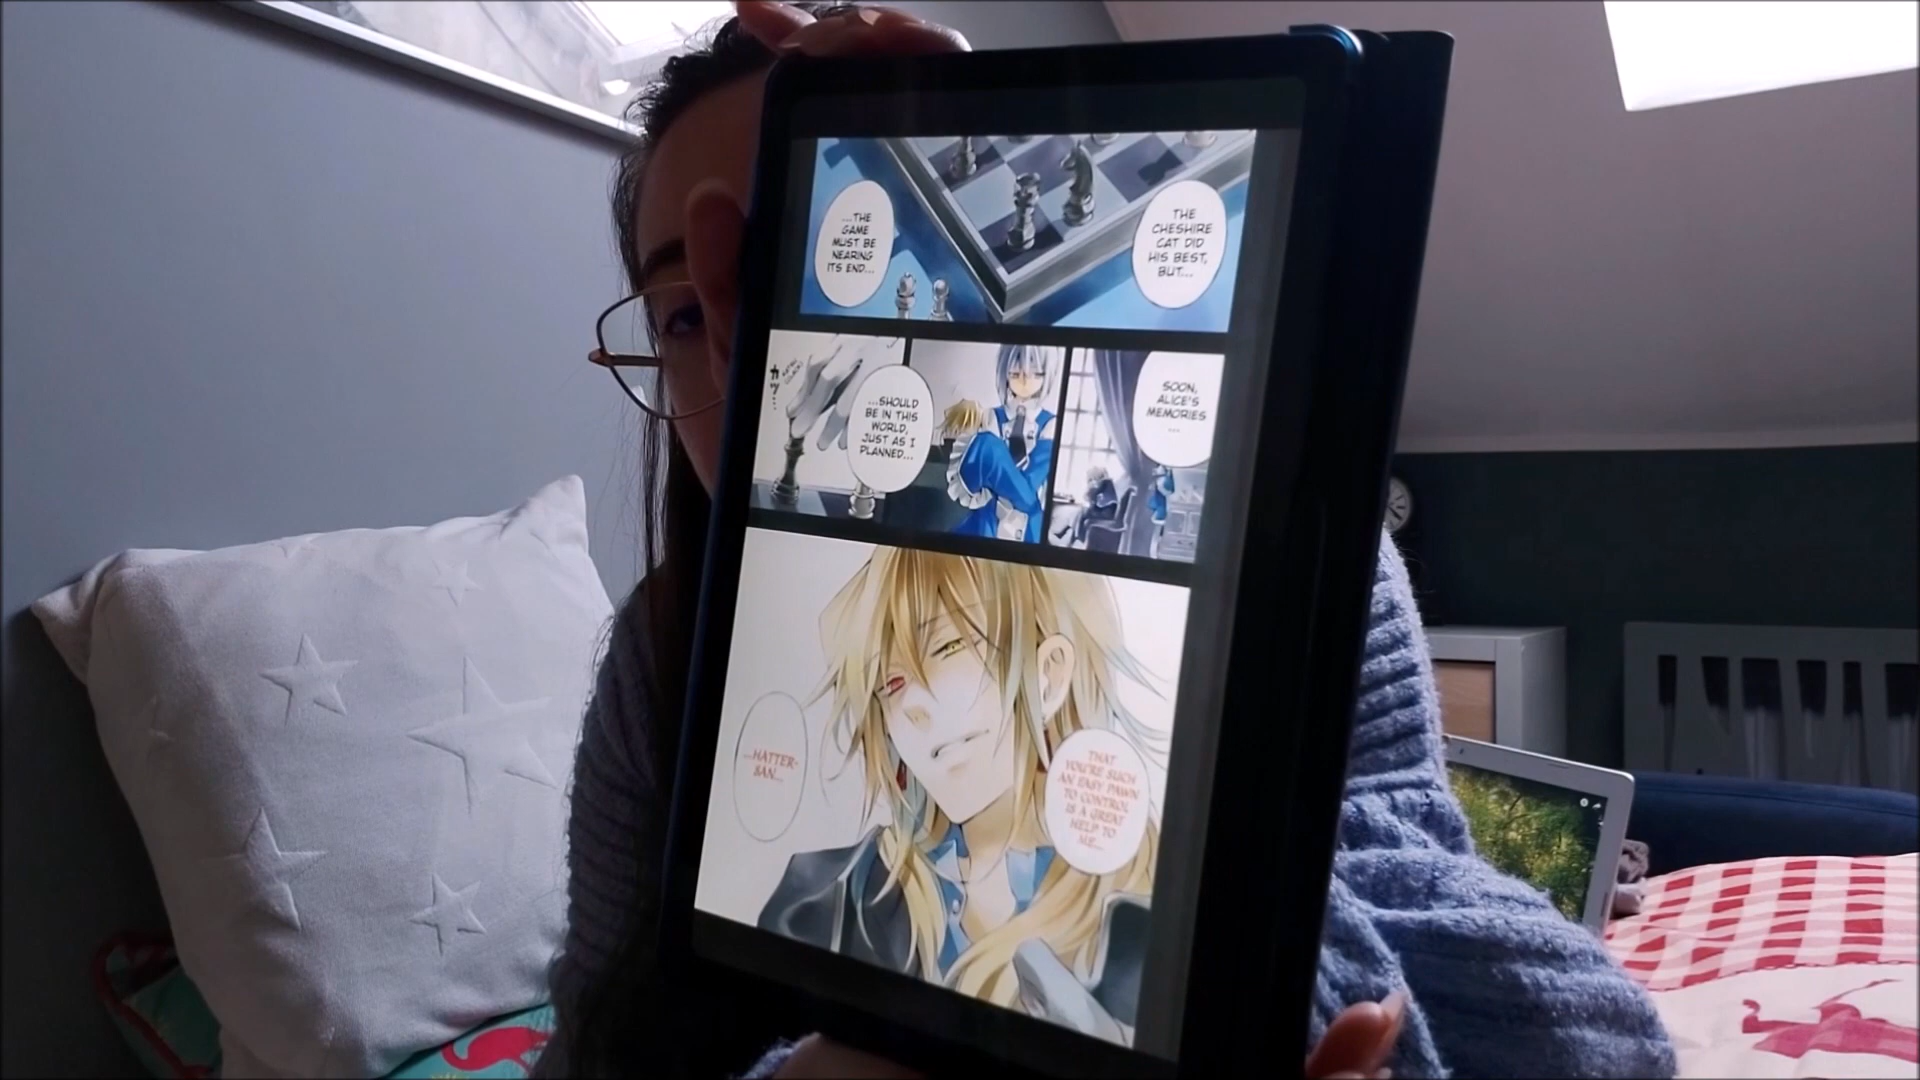 THE
CHESHIRE
CAT DID
HIS BEST,
BUT...
...THE
GAME
MUST BE
NEARING
ITS END...
SOON,
ALICE'S
MEMORIES
...
...SHOULD
BE IN THIS
WORLD,
JUST AS I
PLANNED...
THAT
YOU'RE SUCH
AN EASY PAWN
TO CONTROL
IS A GREAT
HELP TO
ME...
...HATTER-
SAN...